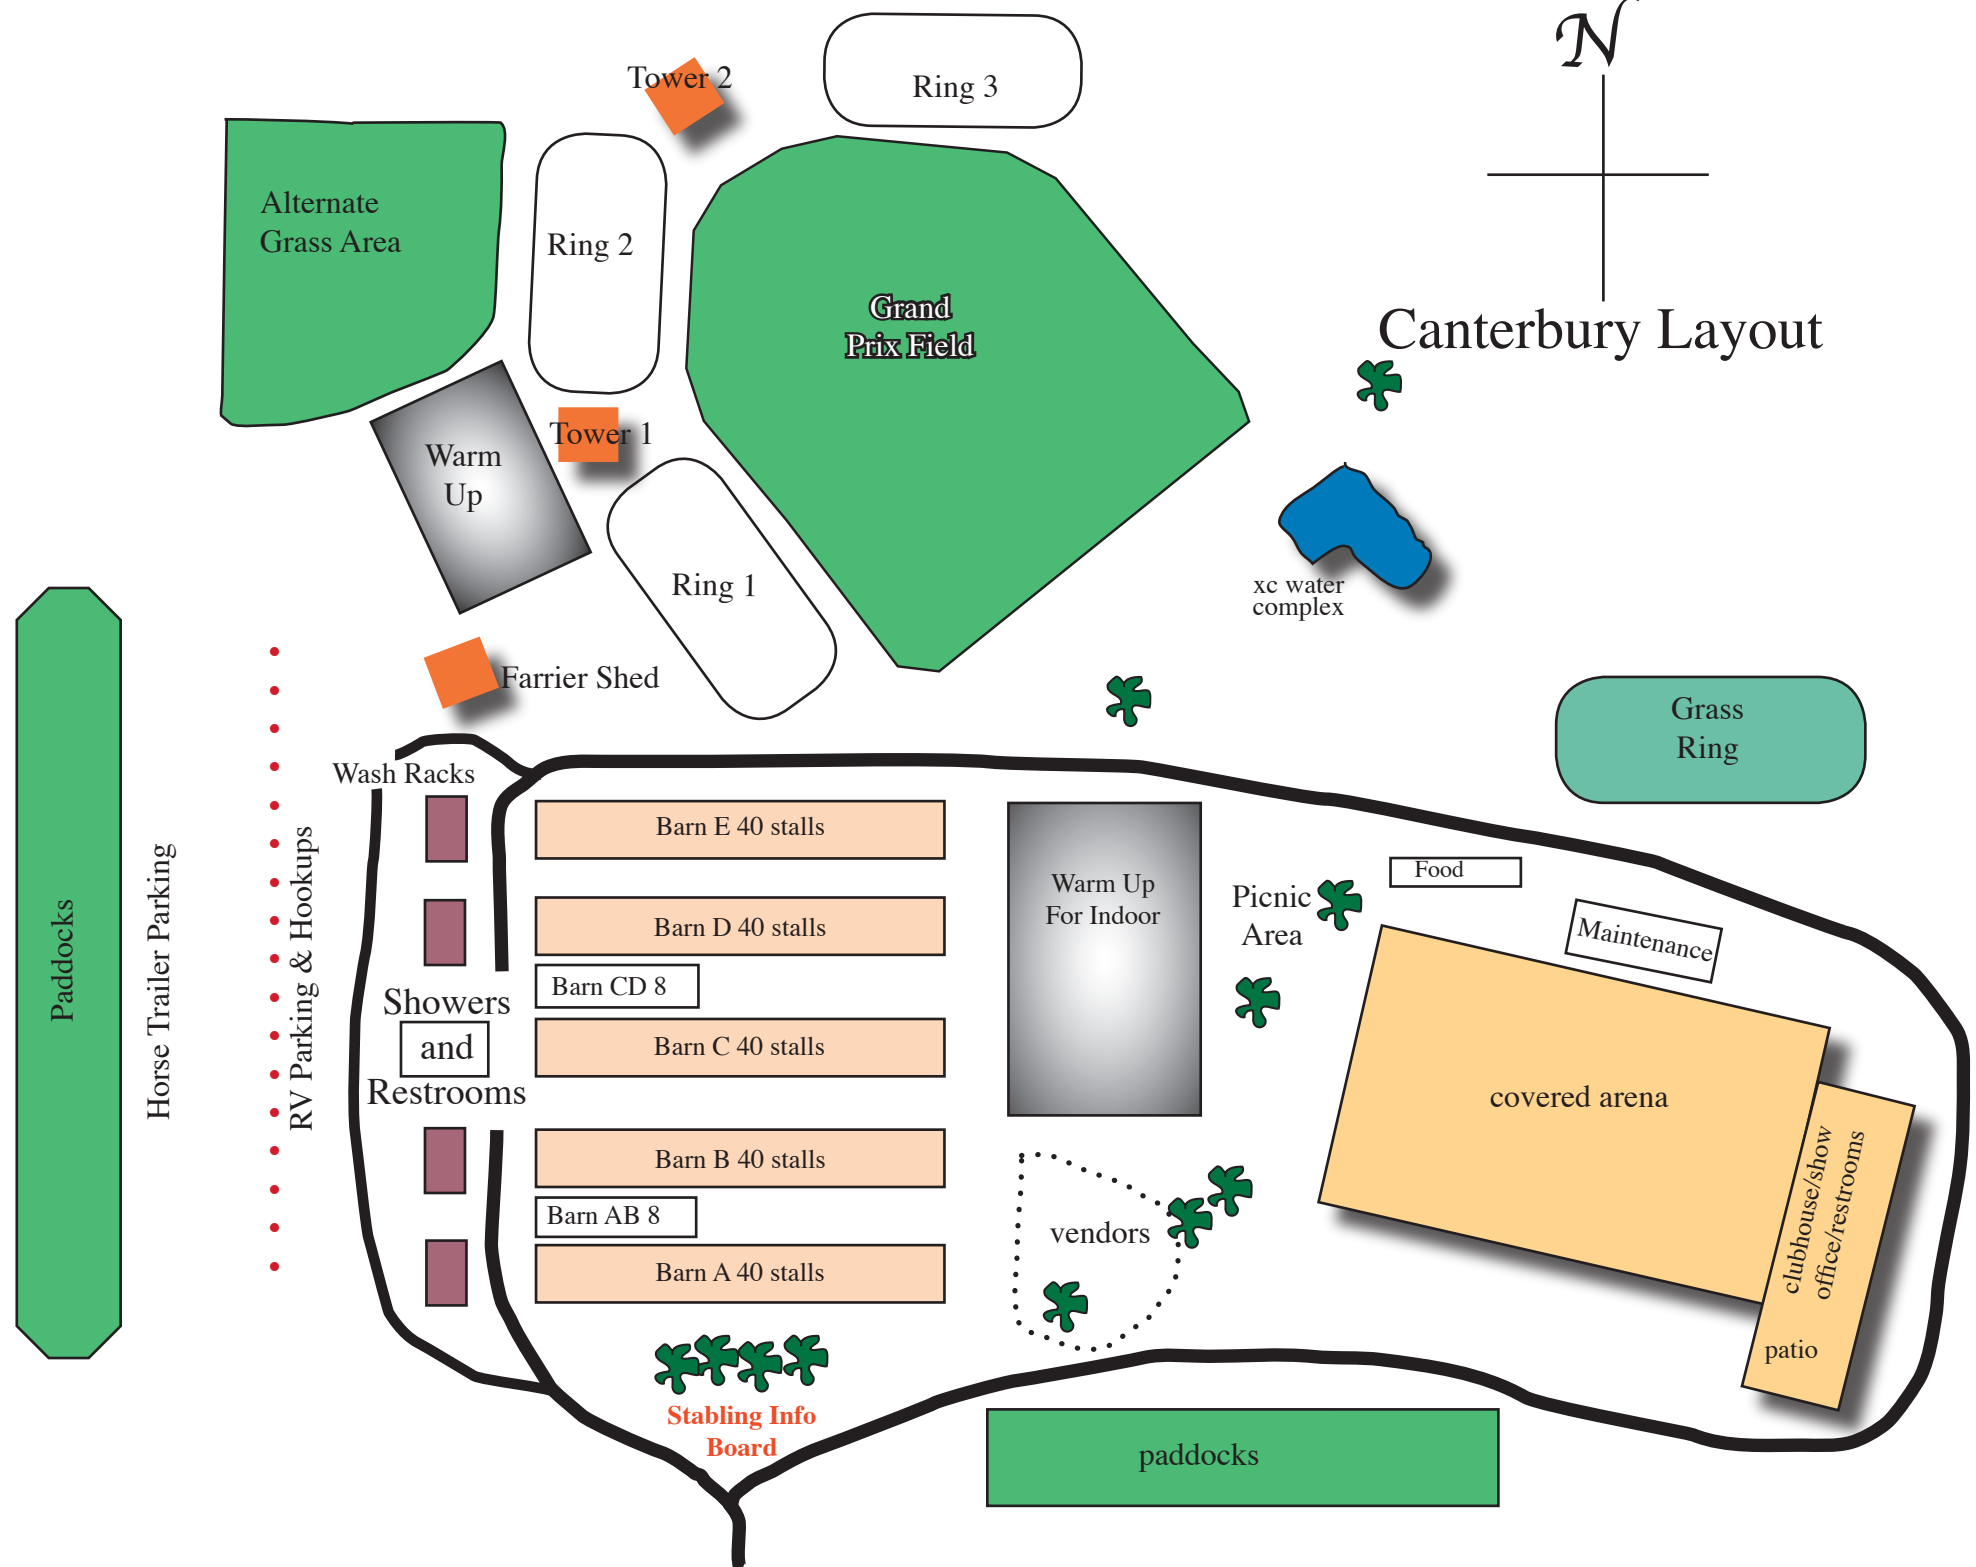 N
Tower 2
Ring 3
Alternate
Grass Area
Ring 2
Grand
Prix Field
Canterbury Layout
Tower 1
Warm
Up
Ring 1
xc water
complex
Farrier Shed
Grass
Ring
Wash Racks
Barn E 40 stalls
Warm Up
For Indoor
Food
Picnic
Area
Barn D 40 stalls
Maintenance
Barn CD 8
Showers
and
Restrooms
Barn C 40 stalls
Paddocks
Horse Trailer Parking
RV Parking & Hookups
covered arena
Barn B 40 stalls
Barn AB 8
vendors
clubhouse/show
office/restrooms
Barn A 40 stalls
patio
Stabling Info
Board
paddocks